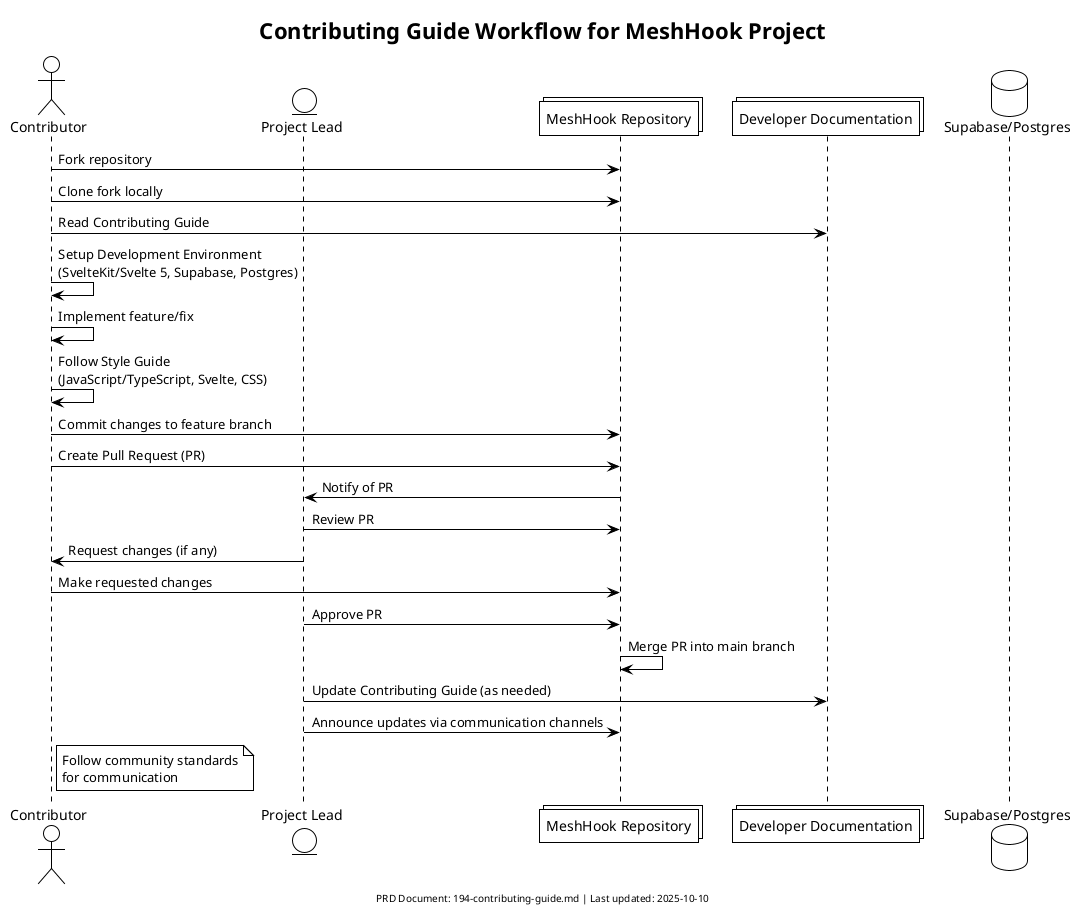 Contributing Guide Workflow for MeshHook Project
Contributor
Project Lead
MeshHook Repository
Developer Documentation
Supabase/Postgres
Fork repository
Clone fork locally
Read Contributing Guide
Setup Development Environment
(SvelteKit/Svelte 5, Supabase, Postgres)
Implement feature/fix
Follow Style Guide
(JavaScript/TypeScript, Svelte, CSS)
Commit changes to feature branch
Create Pull Request (PR)
Notify of PR
Review PR
Request changes (if any)
Make requested changes
Approve PR
Merge PR into main branch
Update Contributing Guide (as needed)
Announce updates via communication channels
Follow community standards
for communication
Contributor
Project Lead
MeshHook Repository
Developer Documentation
Supabase/Postgres
PRD Document: 194-contributing-guide.md | Last updated: 2025-10-10